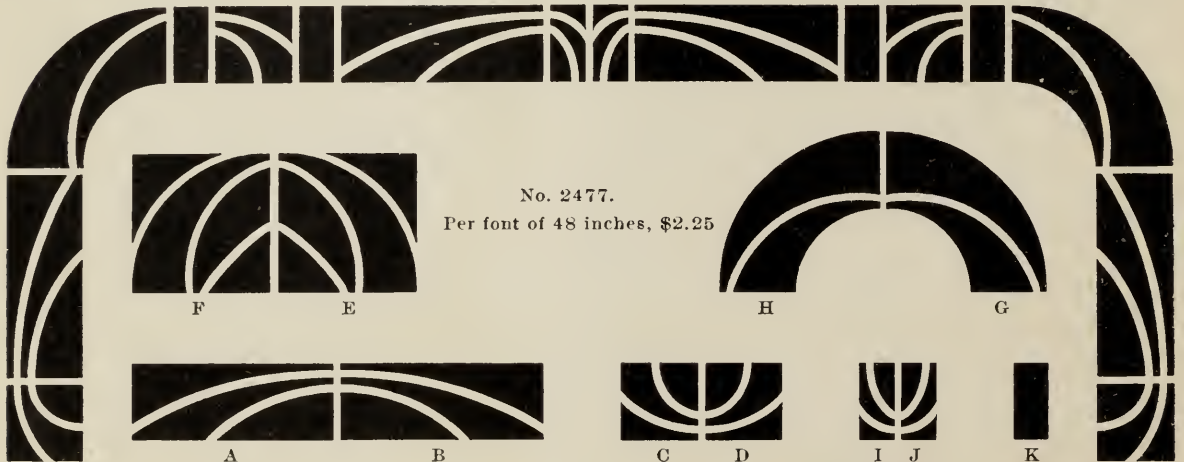 No. 2477.
Per font of 48 inches, $2.25
F E
H G
A B
C D
I J
K